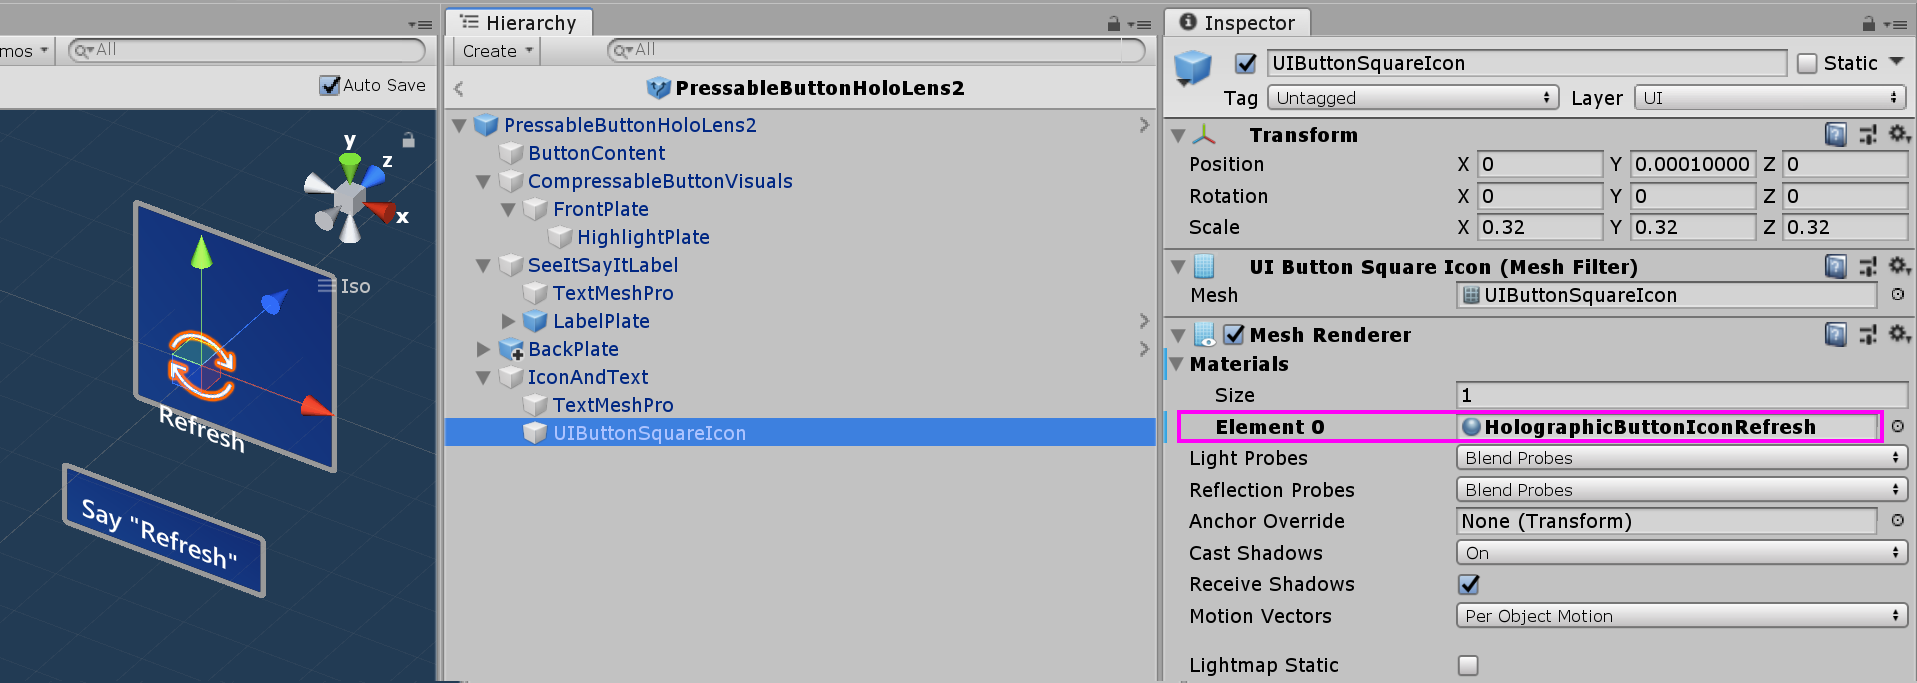 mos
All
Auto Save
y
z
x
Iso
Refresh
Say "Refresh"
Hierarchy
Create
All
PressableButtonHoloLens2
PressableButtonHoloLens2
ButtonContent
CompressableButtonVisuals
FrontPlate
HighlightPlate
SeeItSayItLabel
TextMeshPro
LabelPlate
BackPlate
IconAndText
TextMeshPro
UIButtonSquareIcon
Inspector
UIButtonSquareIcon Static
Tag Untagged Layer UI
Transform
Position X 0 Y 0.00010000 Z 0
Rotation X 0 Y 0 Z 0
Scale X 0.32 Y 0.32 Z 0.32
UI Button Square Icon (Mesh Filter)
Mesh UIButtonSquareIcon
Mesh Renderer
Materials
Size 1
Element 0 HolographicButtonIconRefresh
Light Probes Blend Probes
Reflection Probes Blend Probes
Anchor Override None (Transform)
Cast Shadows On
Receive Shadows
Motion Vectors Per Object Motion
Lightmap Static